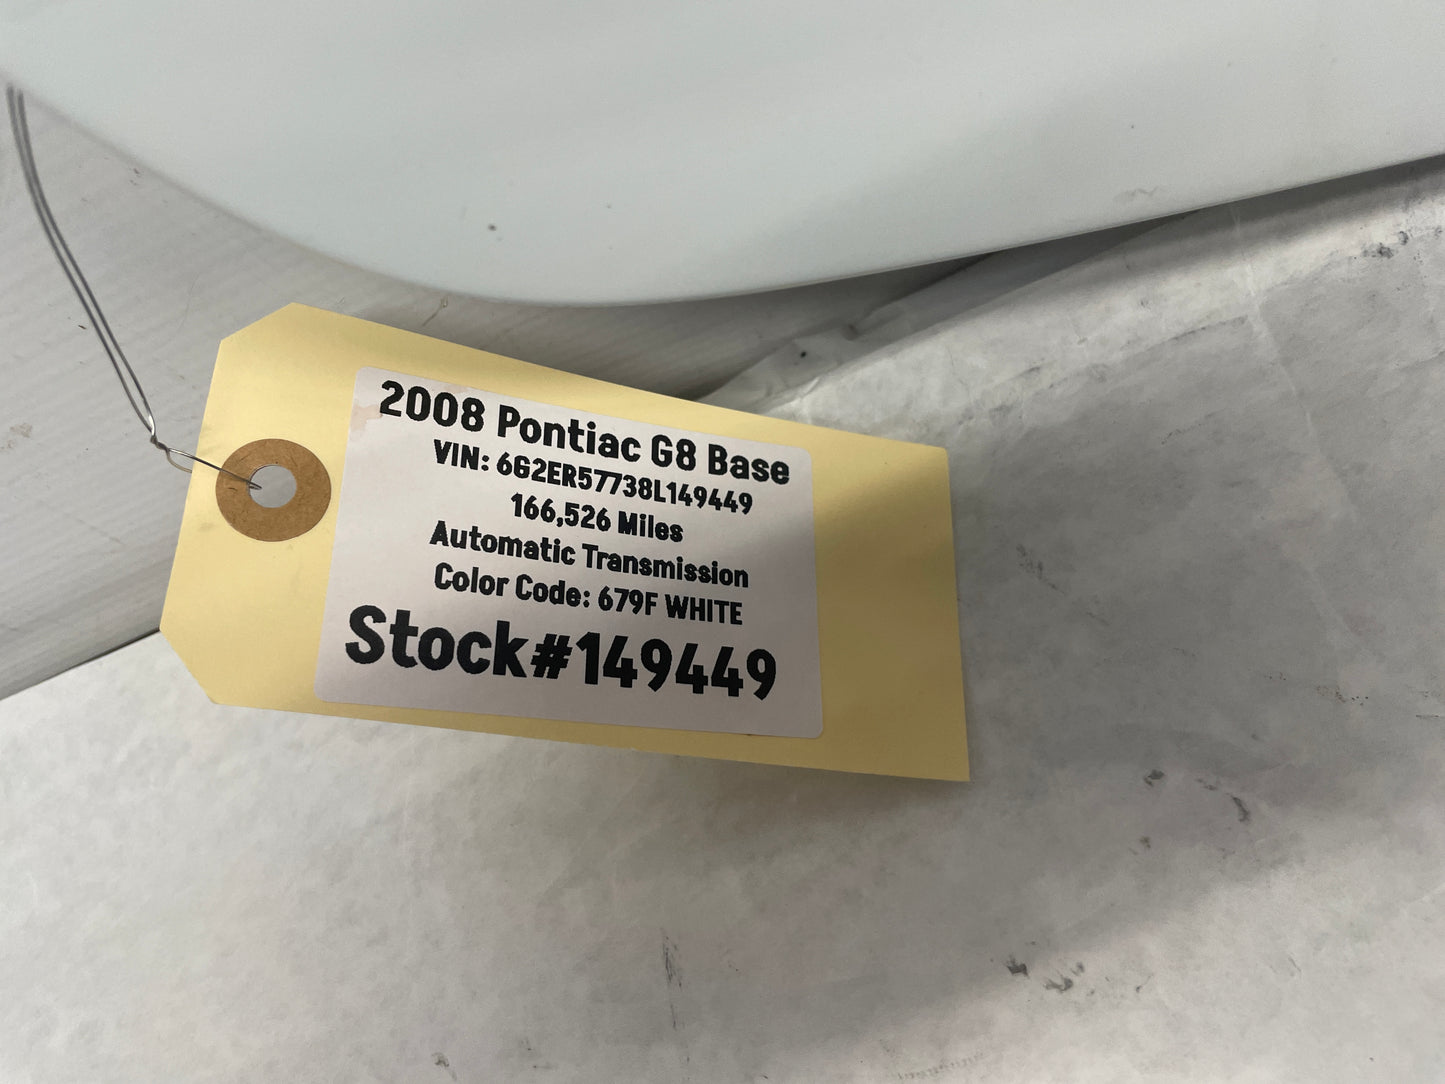 2008 Pontiac G8 Base
VIN: 6G2ER57738L149449
166,526 Miles
Automatic Transmission
Color Code: 679F WHITE
Stock#149449